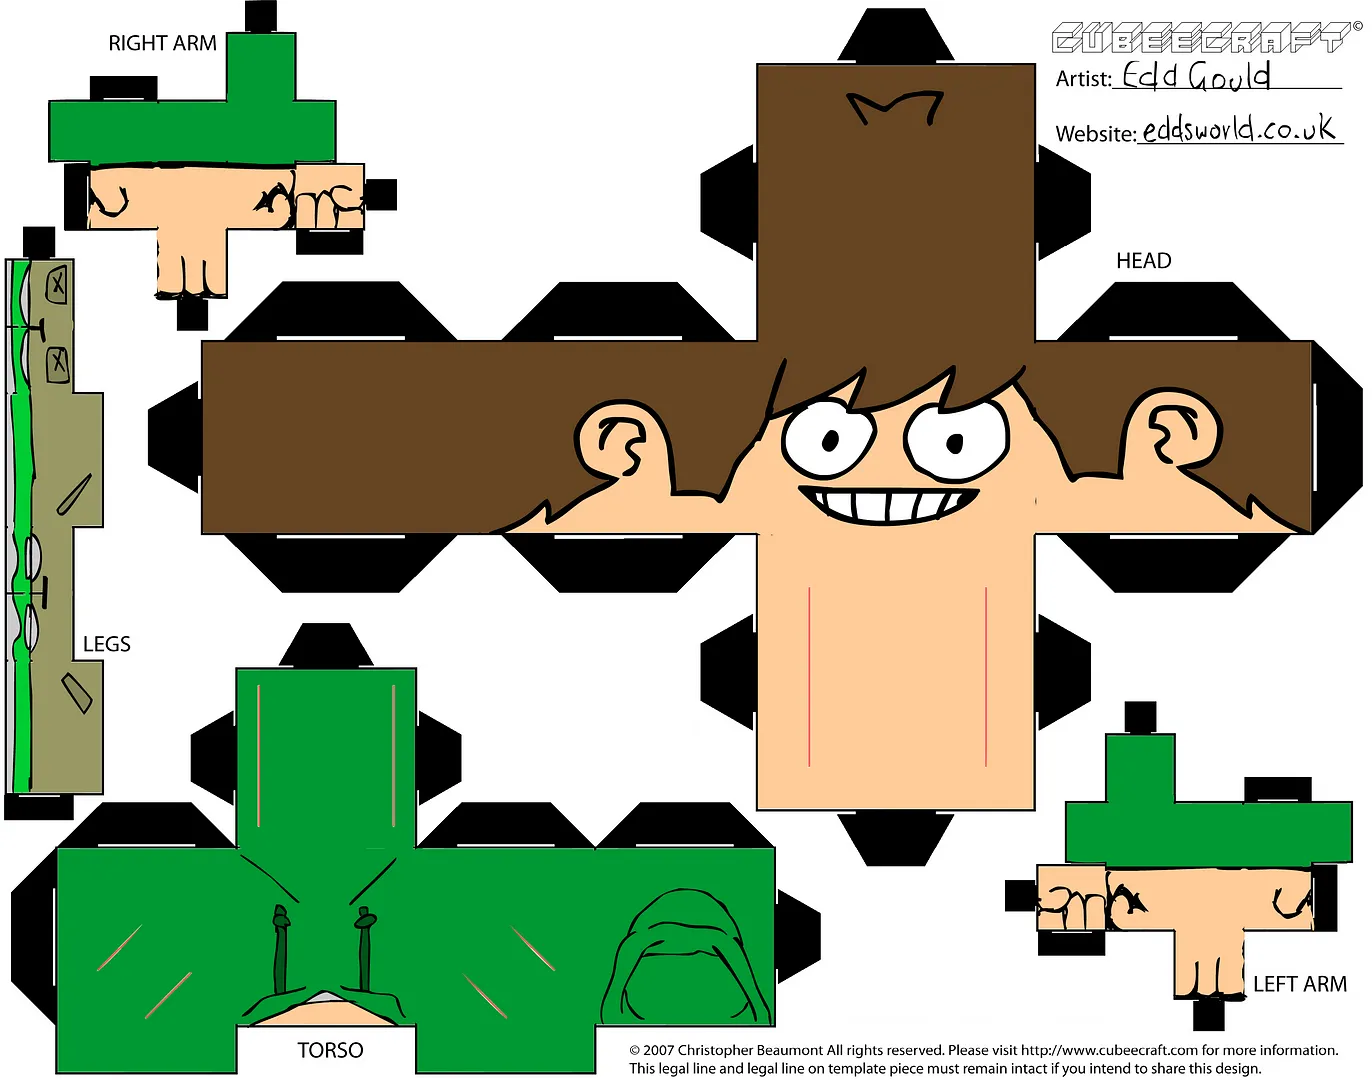 CUBEECRAFT©
Artist: Edd Gould
Website: eddsworld.co.uk
RIGHT ARM
HEAD
LEGS
LEFT ARM
TORSO
© 2007 Christopher Beaumont All rights reserved. Please visit http://www.cubeecraft.com for more information.
This legal line and legal line on template piece must remain intact if you intend to share this design.